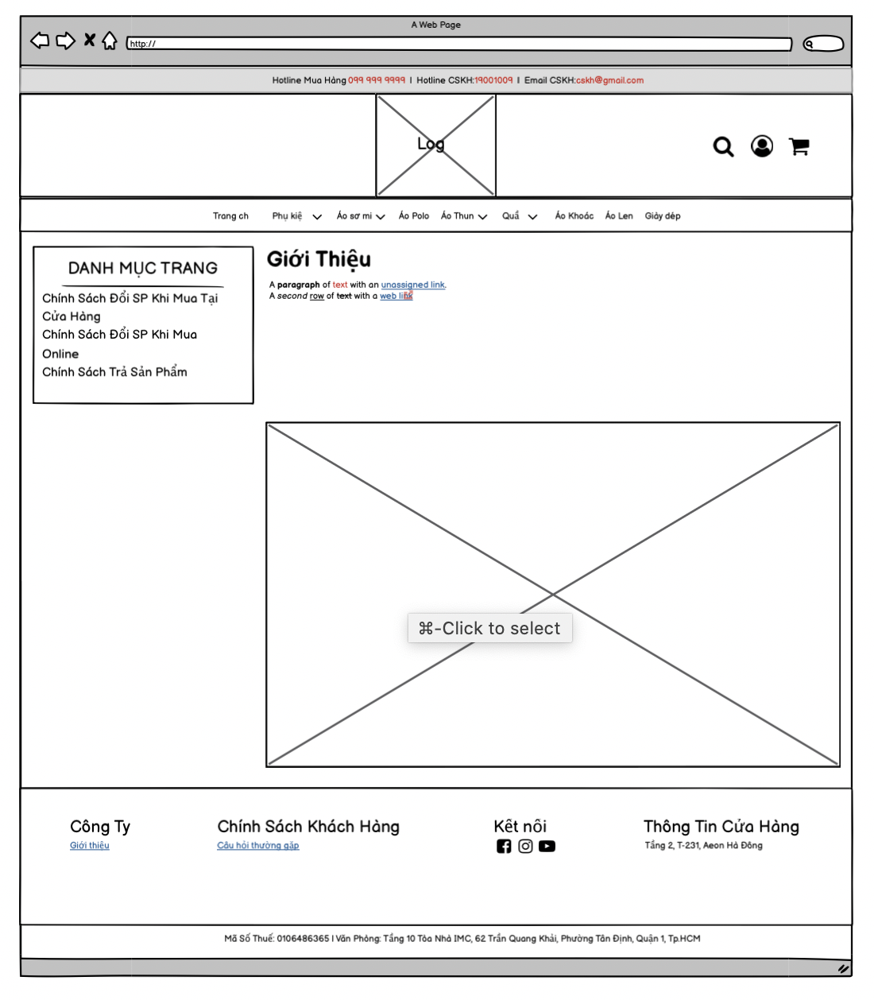 A Web Page
http://
Hotline Mua Hàng 099 999 9999 | Hotline CSKH:19001009 | Email CSKH:cskh@gmail.com
Log
Trang ch Phụ kiệ Áo sơ mi Áo Polo Áo Thun Quầ Áo Khoác Áo Len Giày dép
DANH MỤC TRANG
Chính Sách Đổi SP Khi Mua Tại
Cửa Hàng
Chính Sách Đổi SP Khi Mua
Online
Chính Sách Trả Sản Phẩm
Giới Thiệu
A paragraph of text with an unassigned link.
A second row of text with a web link
⌘-Click to select
Công Ty Chính Sách Khách Hàng Kết nối Thông Tin Cửa Hàng
Giới thiệu Câu hỏi thường gặp Tầng 2, T-231, Aeon Hà Đông
Mã Số Thuế: 0106486365 | Văn Phòng: Tầng 10 Tòa Nhà IMC, 62 Trần Quang Khải, Phường Tân Định, Quận 1, Tp.HCM